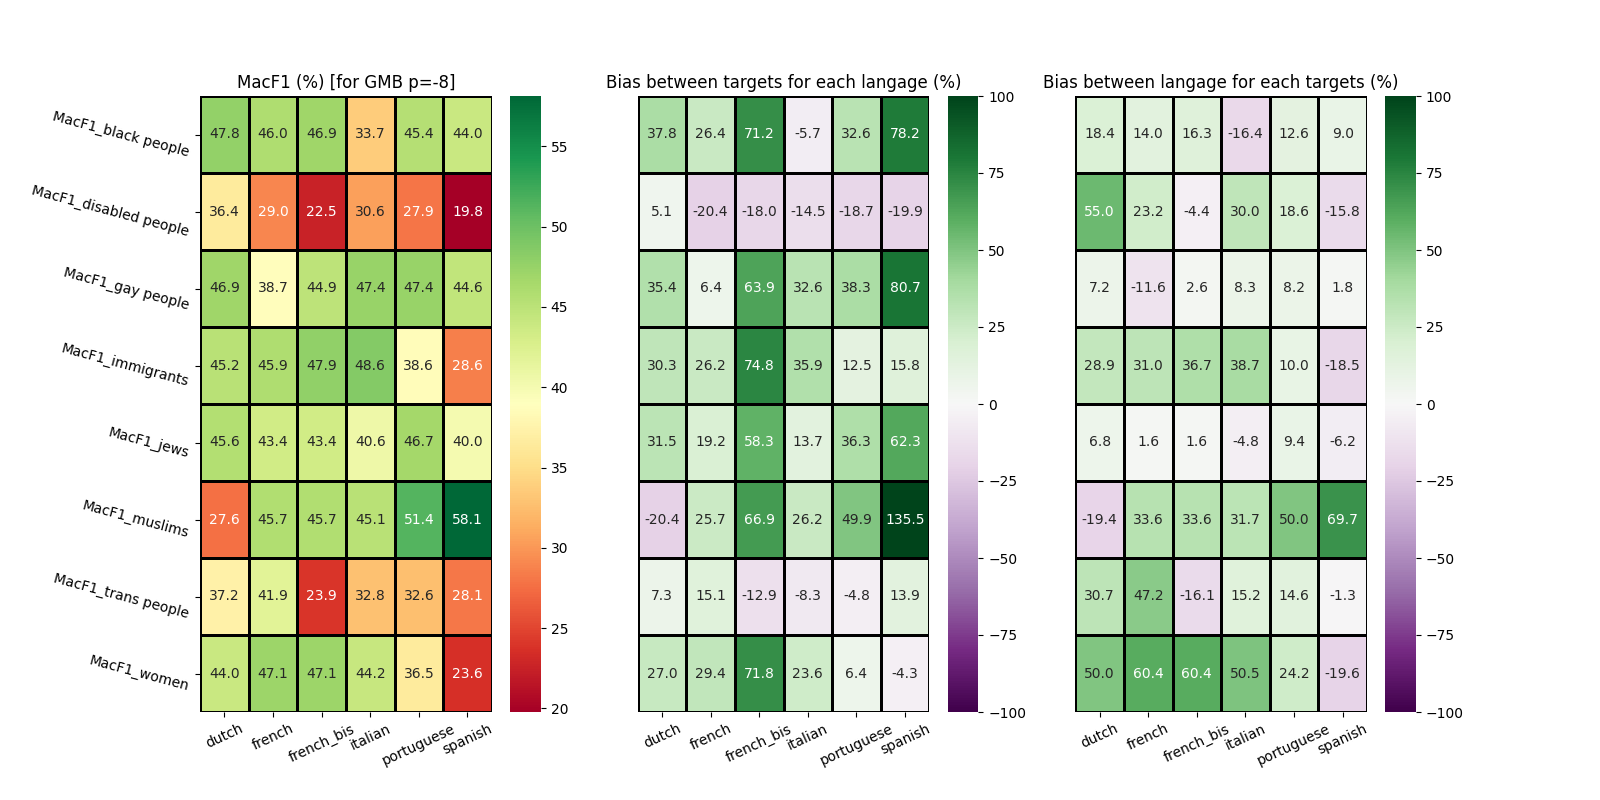 MacF1 (%) [for GMB p=-8]
Bias between targets for each langage (%)
Bias between langage for each targets (%)
MacF1_black people 47.8 46.0 46.9 33.7 45.4 44.0
MacF1_disabled people 36.4 29.0 22.5 30.6 27.9 19.8
MacF1_gay people 46.9 38.7 44.9 47.4 47.4 44.6
MacF1_immigrants 45.2 45.9 47.9 48.6 38.6 28.6
MacF1_jews 45.6 43.4 43.4 40.6 46.7 40.0
MacF1_muslims 27.6 45.7 45.7 45.1 51.4 58.1
MacF1_trans people 37.2 41.9 23.9 32.8 32.6 28.1
MacF1_women 44.0 47.1 47.1 44.2 36.5 23.6
dutch french french_bis italian portuguese spanish
55
50
45
40
35
30
25
20
37.8 26.4 71.2 -5.7 32.6 78.2
5.1 -20.4 -18.0 -14.5 -18.7 -19.9
35.4 6.4 63.9 32.6 38.3 80.7
30.3 26.2 74.8 35.9 12.5 15.8
31.5 19.2 58.3 13.7 36.3 62.3
-20.4 25.7 66.9 26.2 49.9 135.5
7.3 15.1 -12.9 -8.3 -4.8 13.9
27.0 29.4 71.8 23.6 6.4 -4.3
dutch french french_bis italian portuguese spanish
100
75
50
25
0
−25
−50
−75
−100
18.4 14.0 16.3 -16.4 12.6 9.0
55.0 23.2 -4.4 30.0 18.6 -15.8
7.2 -11.6 2.6 8.3 8.2 1.8
28.9 31.0 36.7 38.7 10.0 -18.5
6.8 1.6 1.6 -4.8 9.4 -6.2
-19.4 33.6 33.6 31.7 50.0 69.7
30.7 47.2 -16.1 15.2 14.6 -1.3
50.0 60.4 60.4 50.5 24.2 -19.6
dutch french french_bis italian portuguese spanish
100
75
50
25
0
−25
−50
−75
−100